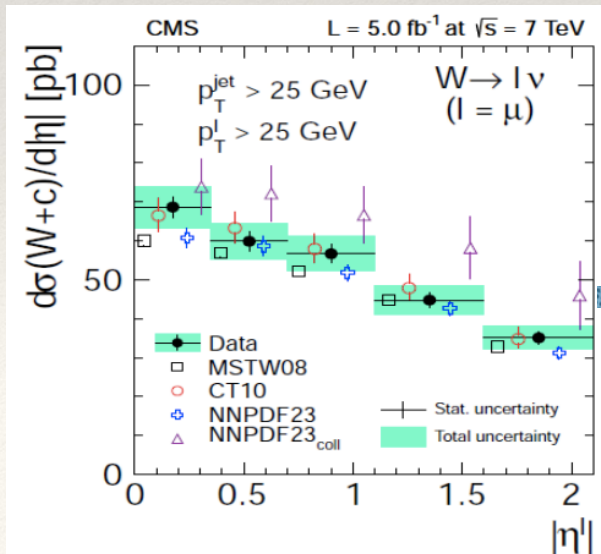 CMS L = 5.0 fb⁻¹ at √s = 7 TeV
dσ(W+c)/d|η| [pb]
100
50
0
p_T^jet > 25 GeV
p_T^l > 25 GeV
W → l ν
(l = μ)
Data
MSTW08
CT10
NNPDF23
NNPDF23_coll
Stat. uncertainty
Total uncertainty
0 0.5 1 1.5 2
|η^l|